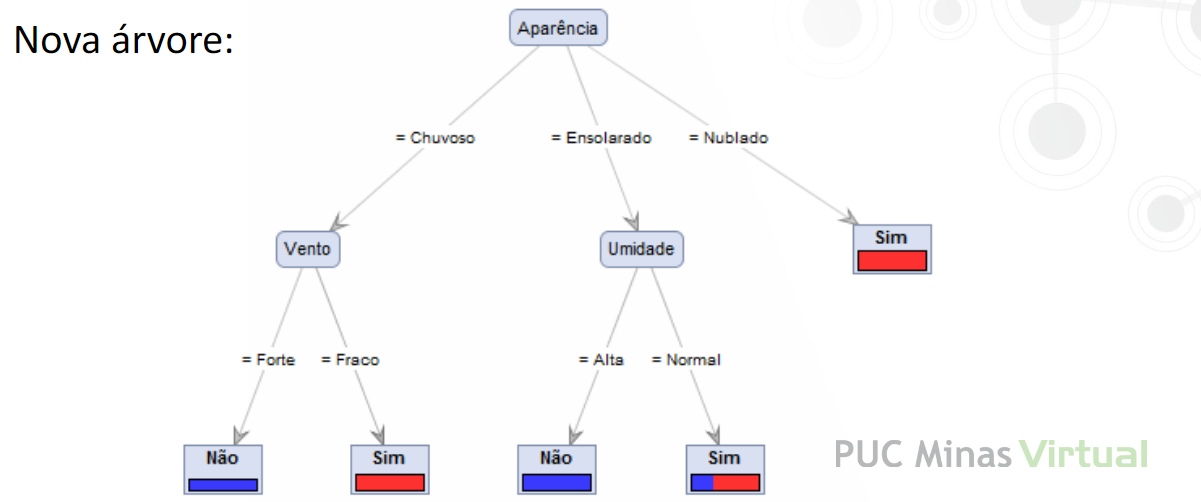 Nova árvore:
Aparência
= Chuvoso
= Ensolarado
= Nublado
Vento
Umidade
Sim
= Forte
= Fraco
= Alta
= Normal
Não
Sim
Não
Sim
PUC Minas Virtual